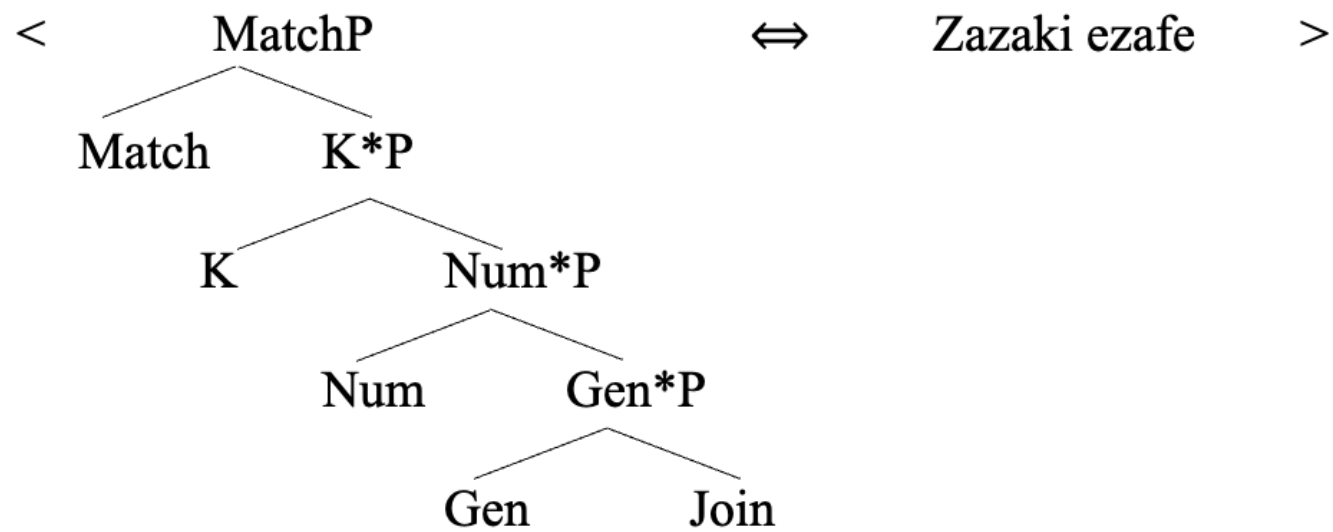 < MatchP ⇔ Zazaki ezafe >
Match K*P
K Num*P
Num Gen*P
Gen Join